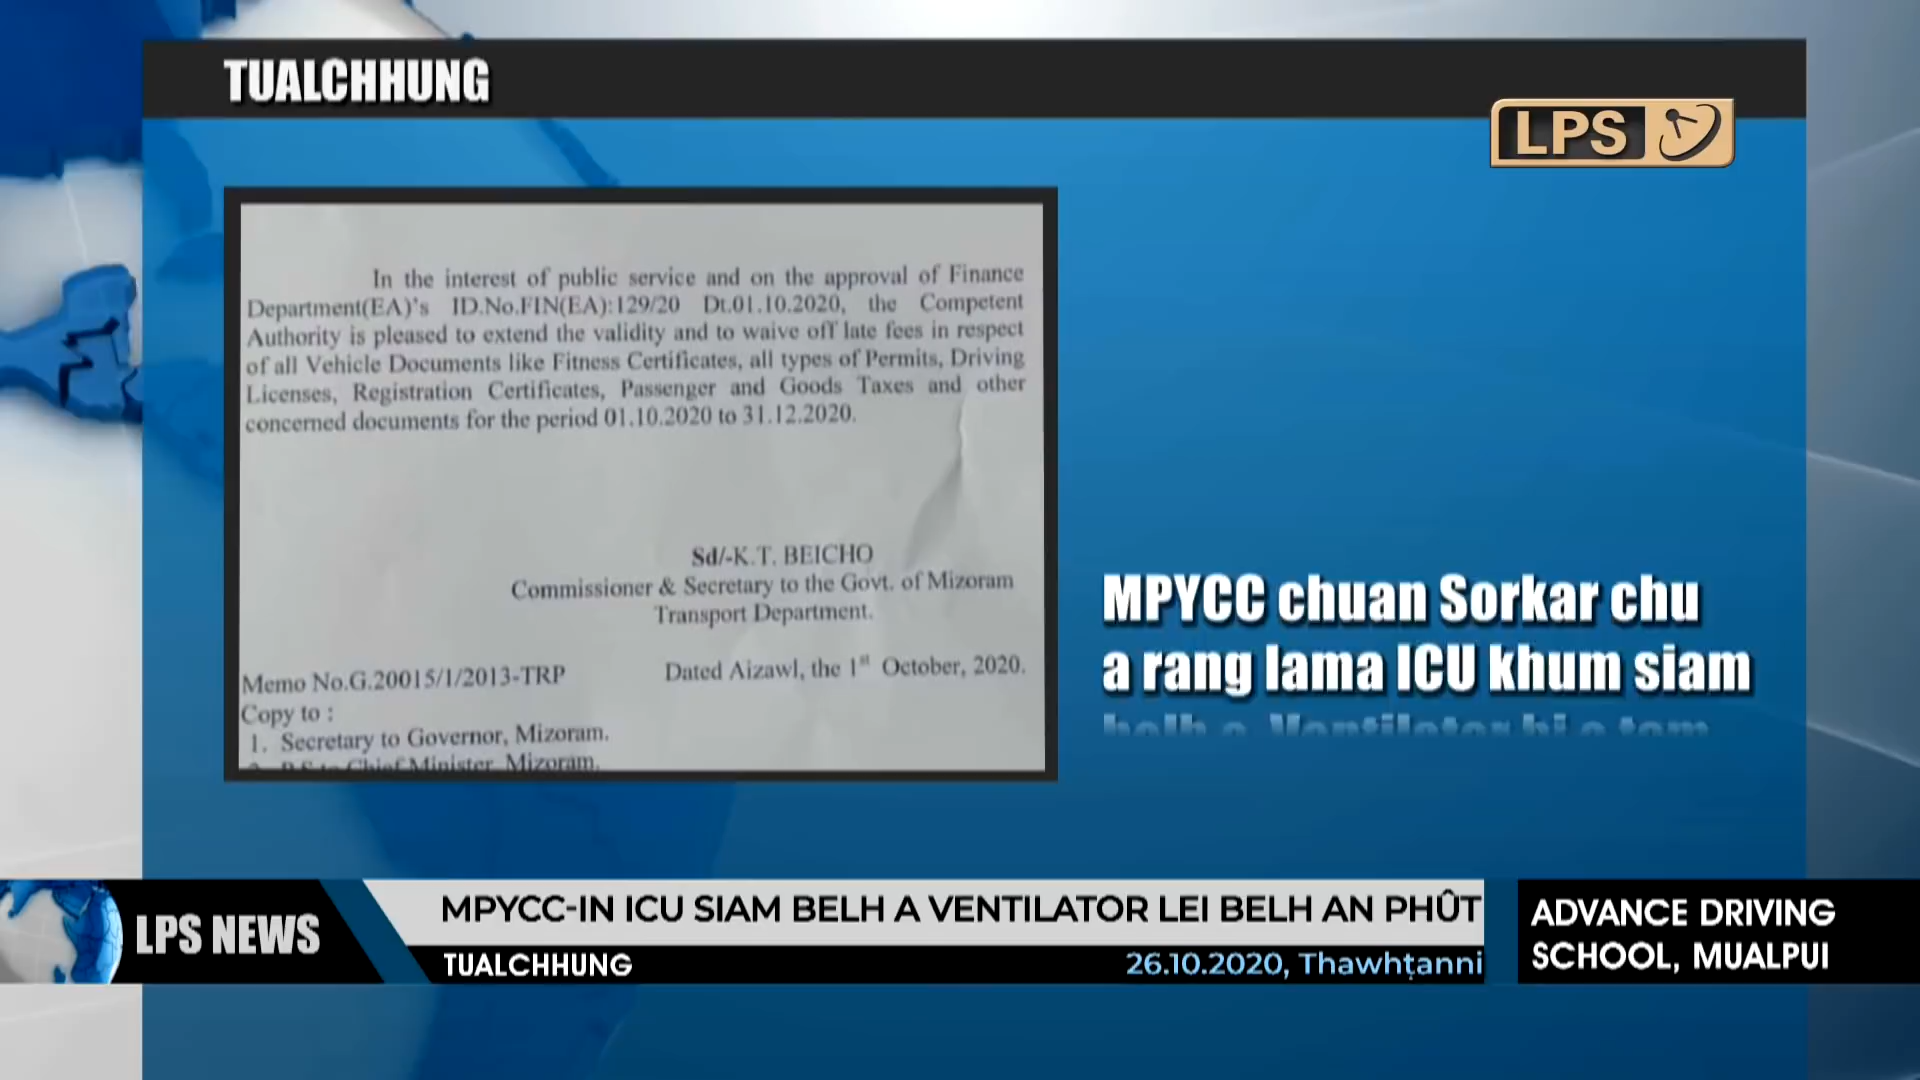 TUALCHHUNG
LPS
In the interest of public service and on the approval of Finance
Department(EA)'s ID.No.FIN(EA):129/20 Dt.01.10.2020, the Competent
Authority is pleased to extend the validity and to waive off late fees in respect
of all Vehicle Documents like Fitness Certificates, all types of Permits, Driving
Licenses, Registration Certificates, Passenger and Goods Taxes and other
concerned documents for the period 01.10.2020 to 31.12.2020.
Sd/-K.T. BEICHO
Commissioner & Secretary to the Govt. of Mizoram
Transport Department.
Memo No.G.20015/1/2013-TRP
Dated Aizawl, the 1st October, 2020.
Copy to :
1. Secretary to Governor, Mizoram.
Chief Minister, Mizoram.
MPYCC chuan Sorkar chu
a rang lama ICU khum siam
belh a, Ventilator
LPS NEWS
MPYCC-IN ICU SIAM BELH A VENTILATOR LEI BELH AN PHÛT
TUALCHHUNG
26.10.2020, Thawhṭanni
ADVANCE DRIVING
SCHOOL, MUALPUI